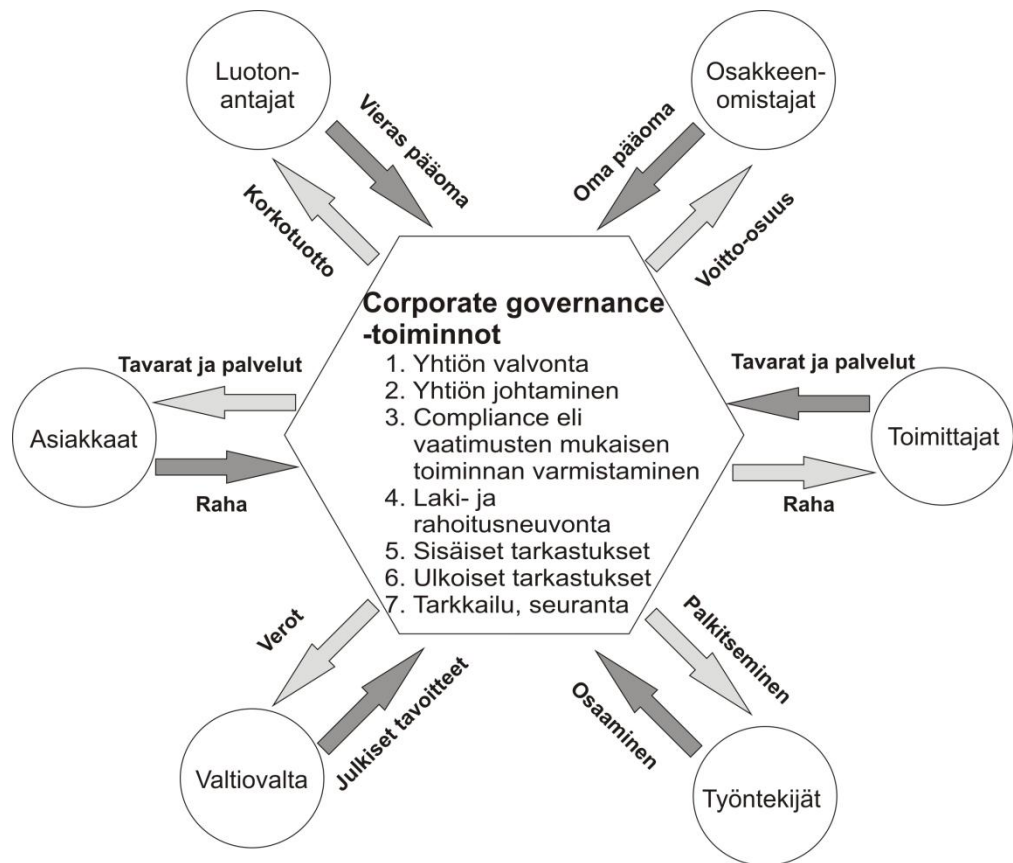 Luoton-
antajat
Osakkeen-
omistajat
Vieras pääoma
Korkotuotto
Oma pääoma
Voitto-osuus
Corporate governance
-toiminnot
1. Yhtiön valvonta
2. Yhtiön johtaminen
3. Compliance eli
vaatimusten mukaisen
toiminnan varmistaminen
4. Laki- ja
rahoitusneuvonta
5. Sisäiset tarkastukset
6. Ulkoiset tarkastukset
7. Tarkkailu, seuranta
Tavarat ja palvelut
Asiakkaat
Raha
Tavarat ja palvelut
Toimittajat
Raha
Verot
Julkiset tavoitteet
Valtiovalta
Palkitseminen
Osaaminen
Työntekijät